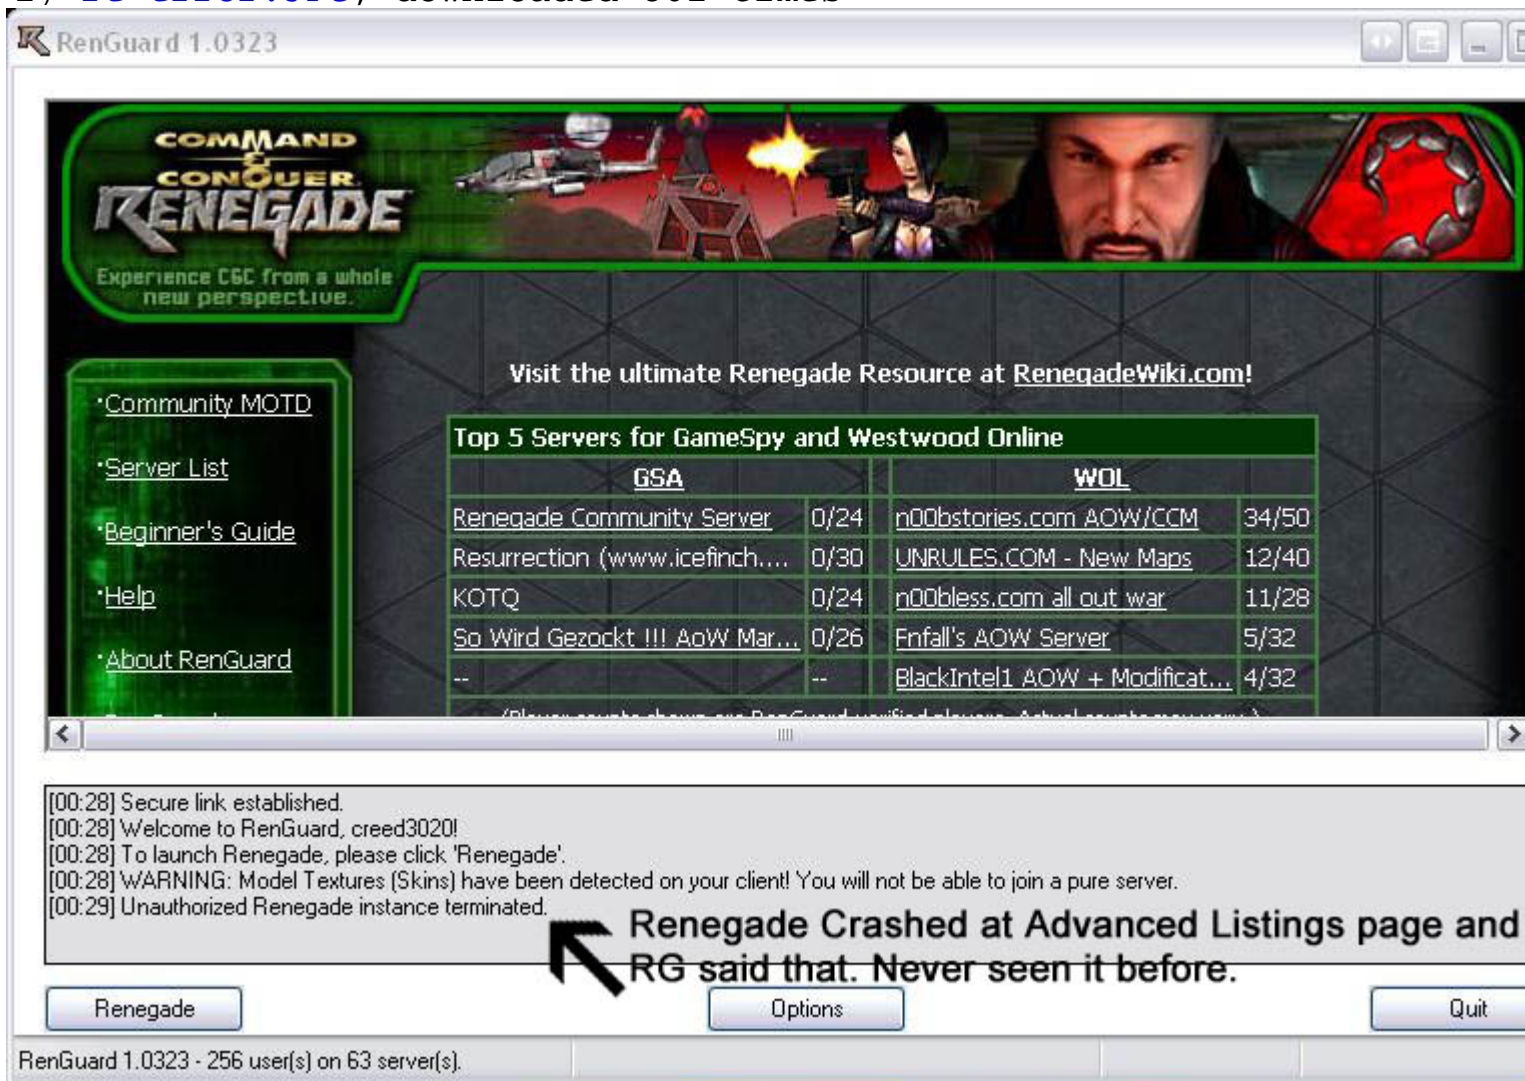 RenGuard 1.0323
COMMAND
&
CONQUER
RENEGADE
Experience C&C from a whole
new perspective.
·Community MOTD
·Server List
·Beginner's Guide
·Help
·About RenGuard
Visit the ultimate Renegade Resource at RenegadeWiki.com!
Top 5 Servers for GameSpy and Westwood Online
GSA WOL
Renegade Community Server 0/24 n00bstories.com AOW/CCM 34/50
Resurrection (www.icefinch.... 0/30 UNRULES.COM - New Maps 12/40
KOTQ 0/24 n00bless.com all out war 11/28
So Wird Gezockt !!! AoW Mar... 0/26 Fnfall's AOW Server 5/32
-- -- BlackIntel1 AOW + Modificat... 4/32
[00:28] Secure link established.
[00:28] Welcome to RenGuard, creed3020!
[00:28] To launch Renegade, please click 'Renegade'.
[00:28] WARNING: Model Textures (Skins) have been detected on your client! You will not be able to join a pure server.
[00:29] Unauthorized Renegade instance terminated.
Renegade Crashed at Advanced Listings page and
RG said that. Never seen it before.
Renegade Options Quit
RenGuard 1.0323 - 256 user(s) on 63 server(s).